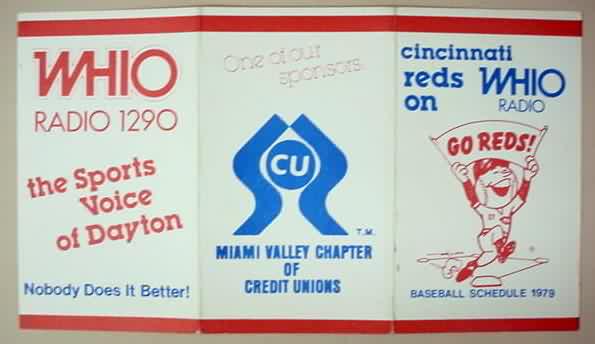 WHIO
RADIO 1290
the Sports
Voice
of Dayton
Nobody Does It Better!
One of our
sponsors
CU
T.M.
MIAMI VALLEY CHAPTER
OF
CREDIT UNIONS
cincinnati
reds WHIO
on RADIO
GO REDS!
BASEBALL SCHEDULE 1979